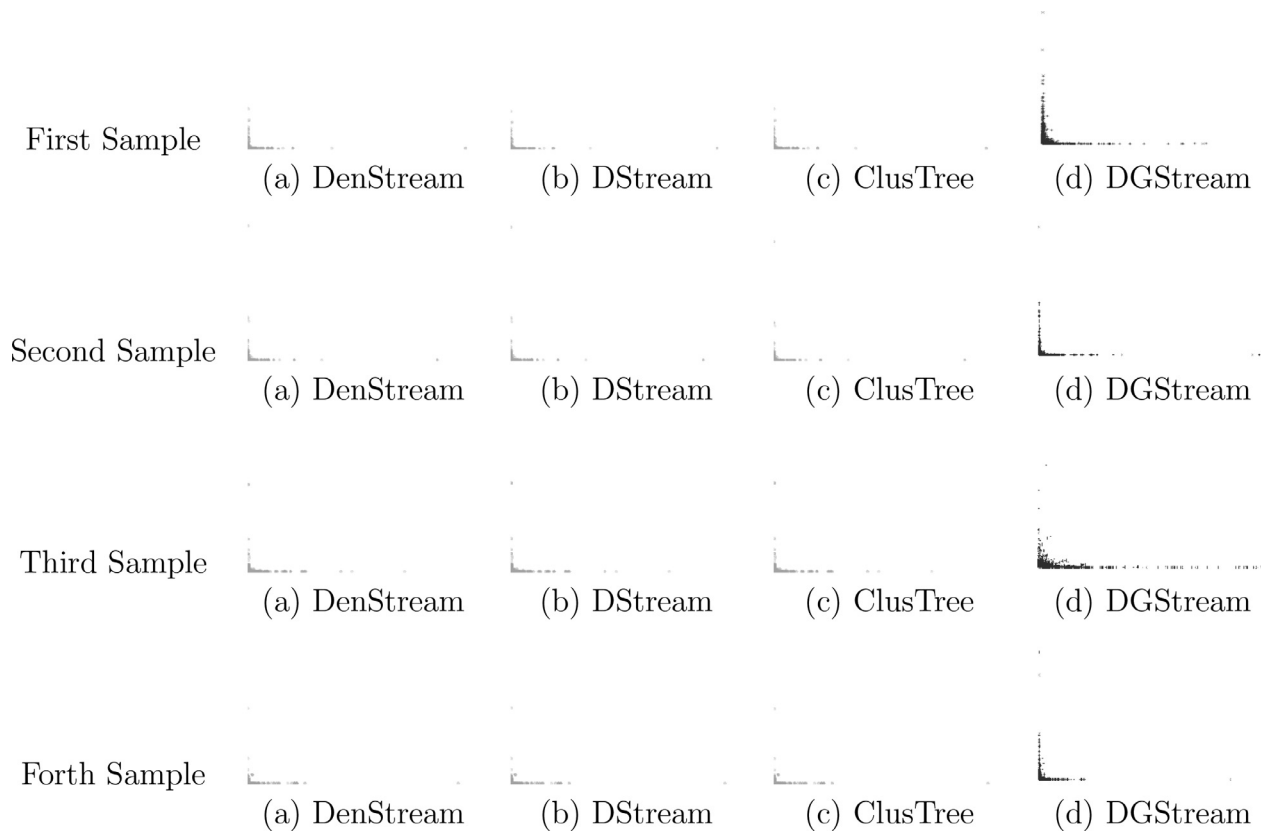 First Sample
(a) DenStream (b) DStream (c) ClusTree (d) DGStream
Second Sample
(a) DenStream (b) DStream (c) ClusTree (d) DGStream
Third Sample
(a) DenStream (b) DStream (c) ClusTree (d) DGStream
Forth Sample
(a) DenStream (b) DStream (c) ClusTree (d) DGStream